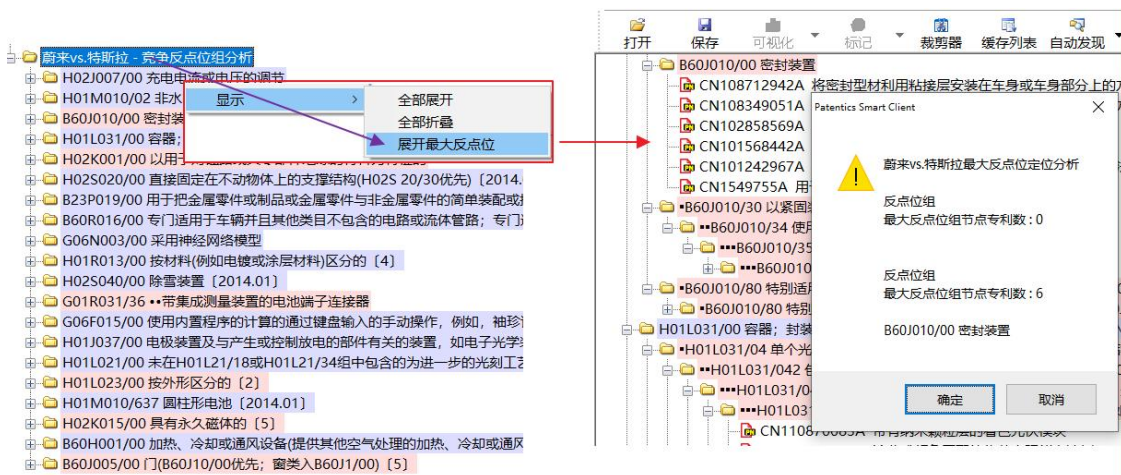 蔚来vs.特斯拉 - 竞争反点位组分析
H02J007/00 充电电流或电压的调节
H01M010/02 非水
B60J010/00 密封装
H01L031/00 容器;
H02K001/00 以用于
H02S020/00 直接固定在不动物体上的支撑结构(H02S 20/30优先)〔2014.
B23P019/00 用于把金属零件或制品或金属零件与非金属零件的简单装配或
B60R016/00 专门适用于车辆并且其他类目不包含的电路或流体管路；专门
G06N003/00 采用神经网络模型
H01R013/00 按材料(例如电镀或涂层材料)区分的〔4〕
H02S040/00 除雪装置〔2014.01〕
G01R031/36 ••带集成测量装置的电池端子连接器
G06F015/00 使用内置程序的计算的通过键盘输入的手动操作，例如，袖珍
H01J037/00 电极装置及与产生或控制放电的部件有关的装置，如电子光学
H01L021/00 未在H01L21/18或H01L21/34组中包含的为进一步的光刻工艺
H01L023/00 按外形区分的〔2〕
H01M010/637 圆柱形电池〔2014.01〕
H02K015/00 具有永久磁体的〔5〕
B60H001/00 加热、冷却或通风设备(提供其他空气处理的加热、冷却或通风
B60J005/00 门(B60J10/00优先；窗类入B60J1/00)〔5〕
显示 >
全部展开
全部折叠
展开最大反点位
打开 保存 可视化 标记 裁剪器 缓存列表 自动发现
B60J010/00 密封装置
CN108712942A 将密封型材利用粘接层安装在车身或车身部分上的
CN108349051A
CN102858569A
CN101568442A
CN101242967A
CN1549755A 用
▪B60J010/30 以紧固
▪▪B60J010/34 使
▪▪▪B60J010/35
▪▪▪B60J010
▪B60J010/80 特别适
▪B60J010/80 特别
H01L031/00 容器；封装
▪H01L031/04 单个光
▪▪H01L031/042
▪▪▪H01L031/0
▪▪▪H01L03
Patentics Smart Client
蔚来vs.特斯拉最大反点位定位分析
反点位组
最大反点位组节点专利数：0
反点位组
最大反点位组节点专利数：6
B60J010/00 密封装置
确定 取消